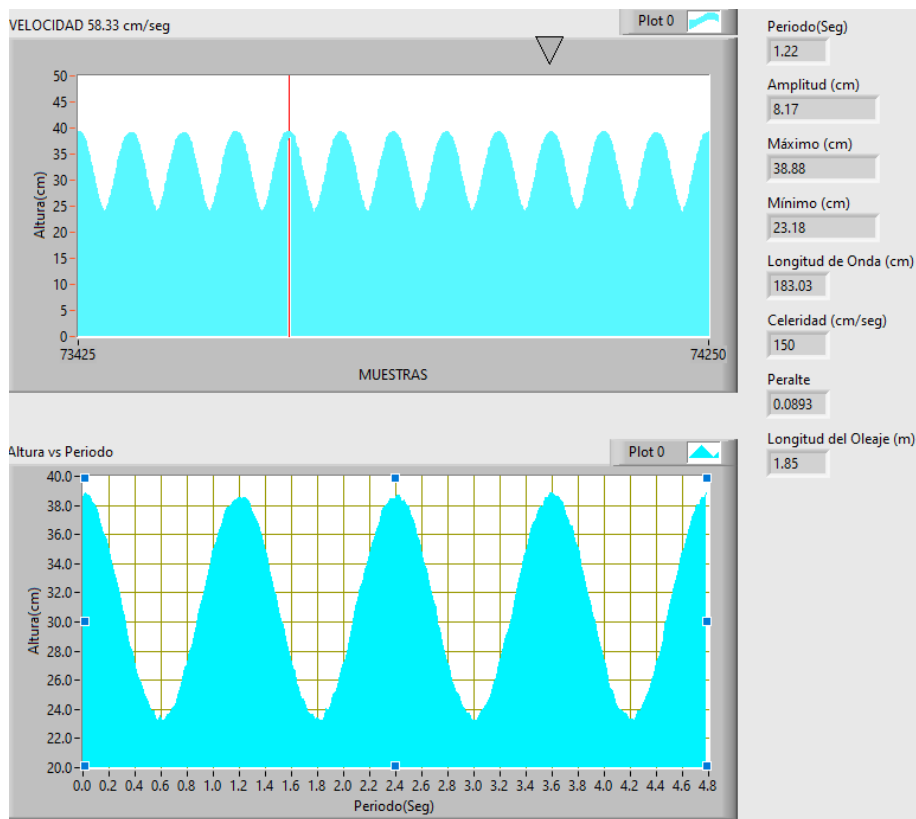 VELOCIDAD 58.33 cm/seg
Plot 0
50
45
40
35
30
25
20
15
10
5
0
Altura(cm)
73425
74250
MUESTRAS
Periodo(Seg)
1.22
Amplitud (cm)
8.17
Máximo (cm)
38.88
Mínimo (cm)
23.18
Longitud de Onda (cm)
183.03
Celeridad (cm/seg)
150
Peralte
0.0893
Longitud del Oleaje (m)
1.85
Altura vs Periodo
Plot 0
40.0
38.0
36.0
34.0
32.0
30.0
28.0
26.0
24.0
22.0
20.0
Altura(cm)
0.0 0.2 0.4 0.6 0.8 1.0 1.2 1.4 1.6 1.8 2.0 2.2 2.4 2.6 2.8 3.0 3.2 3.4 3.6 3.8 4.0 4.2 4.4 4.6 4.8
Periodo(Seg)